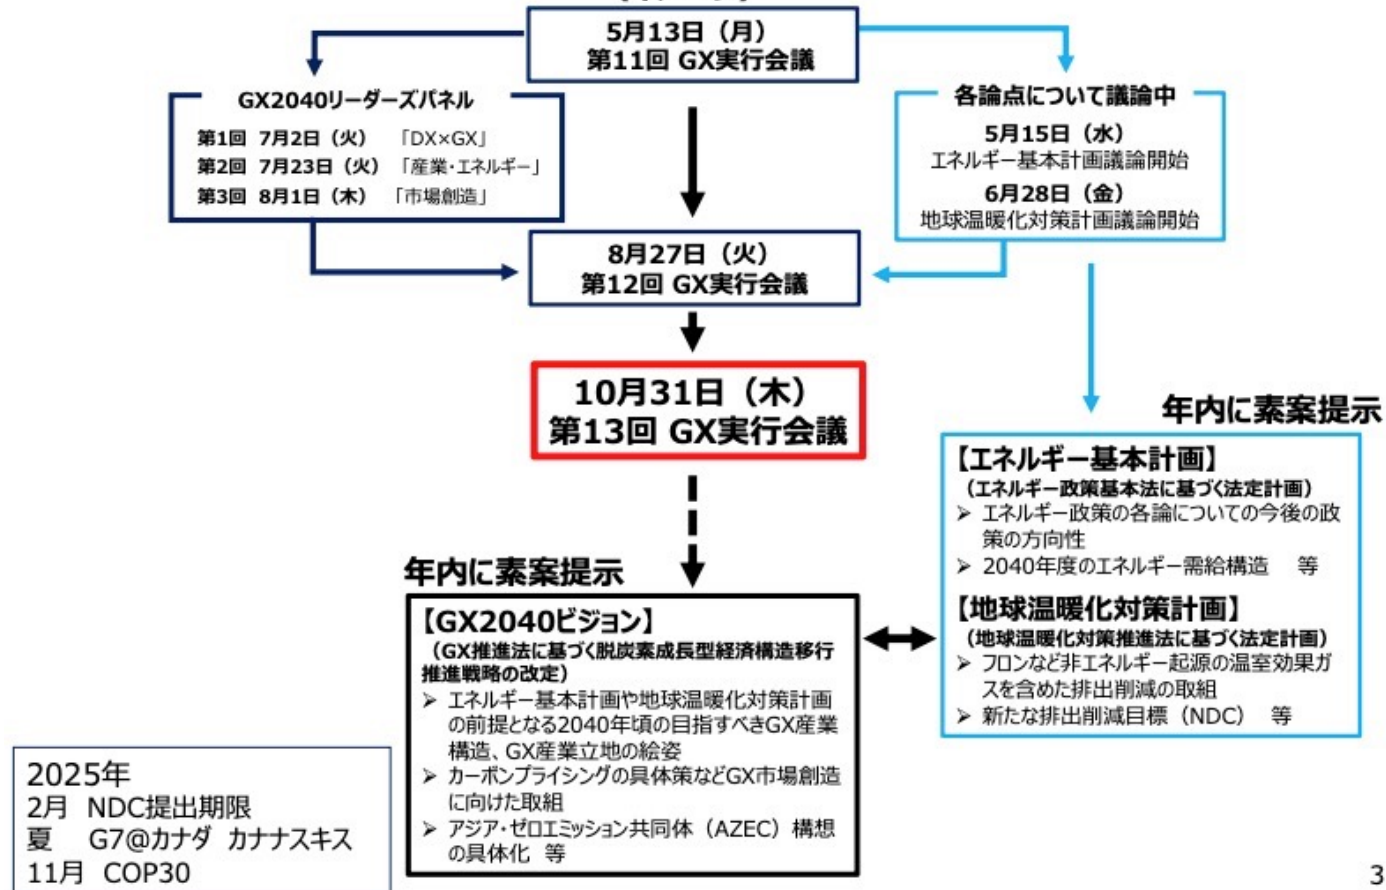 5月13日（月）
第11回 GX実行会議
GX2040リーダーズパネル
第1回 7月2日（火） 「DX×GX」
第2回 7月23日（火）「産業・エネルギー」
第3回 8月1日（木） 「市場創造」
各論点について議論中
5月15日（水）
エネルギー基本計画議論開始
6月28日（金）
地球温暖化対策計画議論開始
8月27日（火）
第12回 GX実行会議
10月31日（木）
第13回 GX実行会議
年内に素案提示
【エネルギー基本計画】
（エネルギー政策基本法に基づく法定計画）
➢ エネルギー政策の各論についての今後の政
策の方向性
➢ 2040年度のエネルギー需給構造 等
【地球温暖化対策計画】
（地球温暖化対策推進法に基づく法定計画）
➢ フロンなど非エネルギー起源の温室効果ガ
スを含めた排出削減の取組
➢ 新たな排出削減目標（NDC） 等
年内に素案提示
【GX2040ビジョン】
（GX推進法に基づく脱炭素成長型経済構造移行
推進戦略の改定）
➢ エネルギー基本計画や地球温暖化対策計画
の前提となる2040年頃の目指すべきGX産業
構造、GX産業立地の絵姿
➢ カーボンプライシングの具体策などGX市場創造
に向けた取組
➢ アジア・ゼロエミッション共同体（AZEC）構想
の具体化 等
2025年
2月 NDC提出期限
夏 G7@カナダ カナナスキス
11月 COP30
3